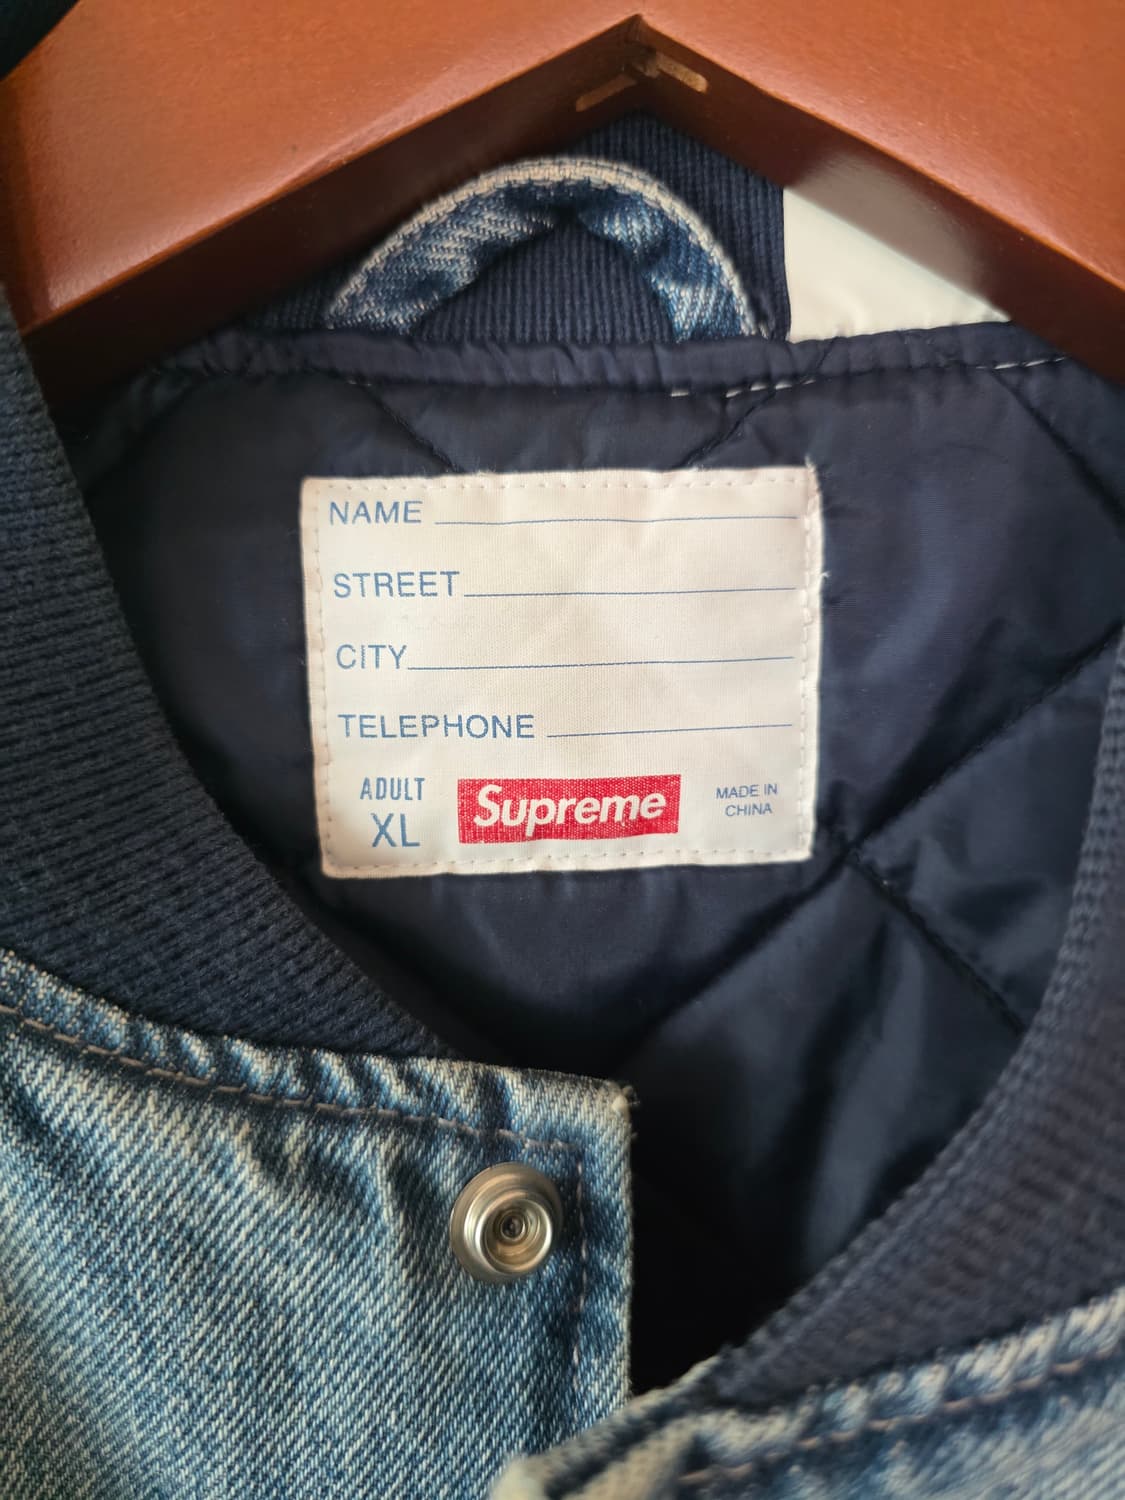 NAME
STREET
CITY
TELEPHONE
ADULT
XL
Supreme
MADE IN
CHINA